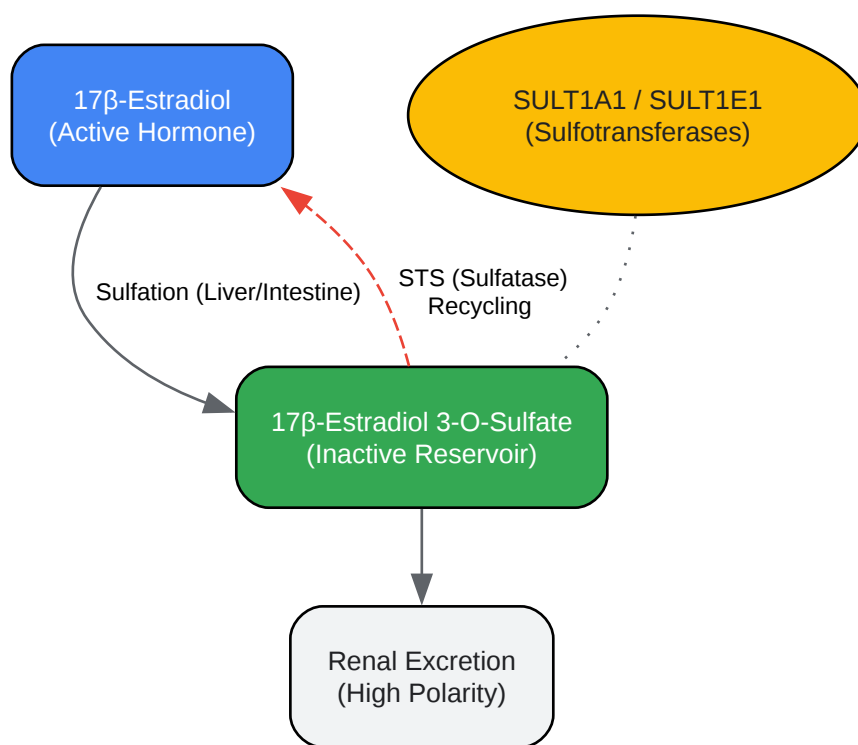 17β-Estradiol
(Active Hormone)
SULT1A1 / SULT1E1
(Sulfotransferases)
Sulfation (Liver/Intestine)
STS (Sulfatase)
Recycling
17β-Estradiol 3-O-Sulfate
(Inactive Reservoir)
Renal Excretion
(High Polarity)